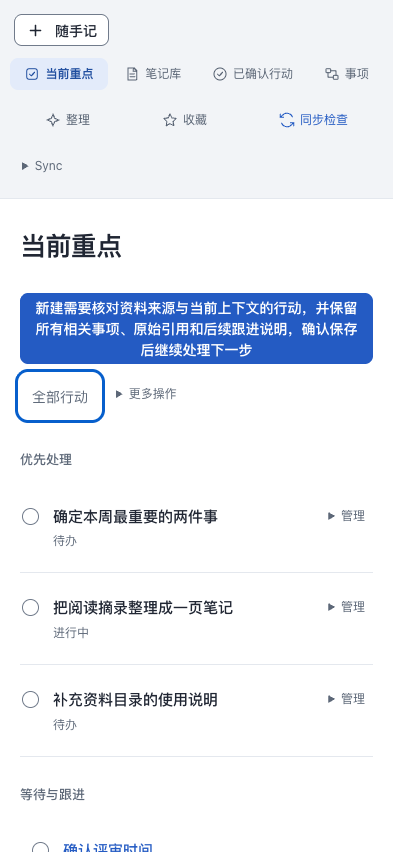 随手记
当前重点
笔记库
已确认行动
事项
整理
收藏
同步检查
Sync
当前重点
新建需要核对资料来源与当前上下文的行动，并保留
所有相关事项、原始引用和后续跟进说明，确认保存
后继续处理下一步
全部行动
更多操作
优先处理
确定本周最重要的两件事
管理
待办
把阅读摘录整理成一页笔记
管理
进行中
补充资料目录的使用说明
管理
待办
等待与跟进
确认评审时间